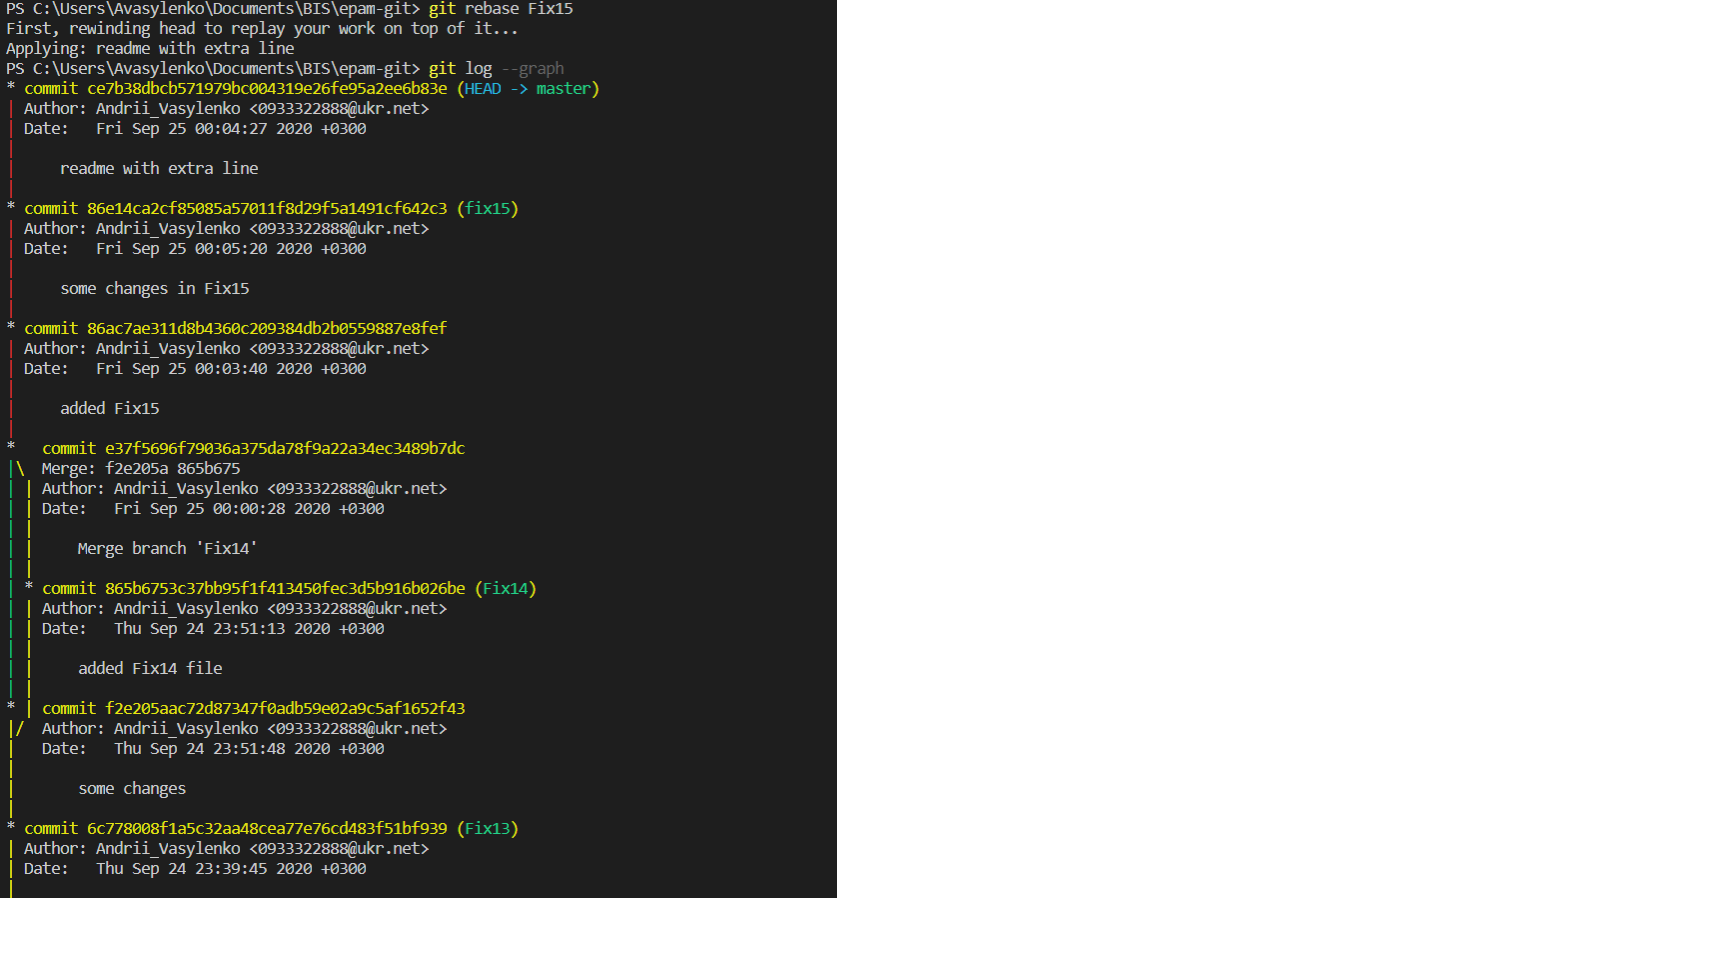 PS C:\Users\Avasylenko\Documents\BIS\epam-git> git rebase Fix15
First, rewinding head to replay your work on top of it...
Applying: readme with extra line
PS C:\Users\Avasylenko\Documents\BIS\epam-git> git log --graph
* commit ce7b38dbcb571979bc004319e26fe95a2ee6b83e (HEAD -> master)
| Author: Andrii_Vasylenko <0933322888@ukr.net>
| Date:   Fri Sep 25 00:04:27 2020 +0300
|
|     readme with extra line
|
* commit 86e14ca2cf85085a57011f8d29f5a1491cf642c3 (fix15)
| Author: Andrii_Vasylenko <0933322888@ukr.net>
| Date:   Fri Sep 25 00:05:20 2020 +0300
|
|     some changes in Fix15
|
* commit 86ac7ae311d8b4360c209384db2b0559887e8fef
| Author: Andrii_Vasylenko <0933322888@ukr.net>
| Date:   Fri Sep 25 00:03:40 2020 +0300
|
|     added Fix15
|
*   commit e37f5696f79036a375da78f9a22a34ec3489b7dc
|\  Merge: f2e205a 865b675
| | Author: Andrii_Vasylenko <0933322888@ukr.net>
| | Date:   Fri Sep 25 00:00:28 2020 +0300
| |
| |     Merge branch 'Fix14'
| |
| * commit 865b6753c37bb95f1f413450fec3d5b916b026be (Fix14)
| | Author: Andrii_Vasylenko <0933322888@ukr.net>
| | Date:   Thu Sep 24 23:51:13 2020 +0300
| |
| |     added Fix14 file
| |
* | commit f2e205aac72d87347f0adb59e02a9c5af1652f43
|/  Author: Andrii_Vasylenko <0933322888@ukr.net>
|   Date:   Thu Sep 24 23:51:48 2020 +0300
|
|       some changes
|
* commit 6c778008f1a5c32aa48cea77e76cd483f51bf939 (Fix13)
| Author: Andrii_Vasylenko <0933322888@ukr.net>
| Date:   Thu Sep 24 23:39:45 2020 +0300
|